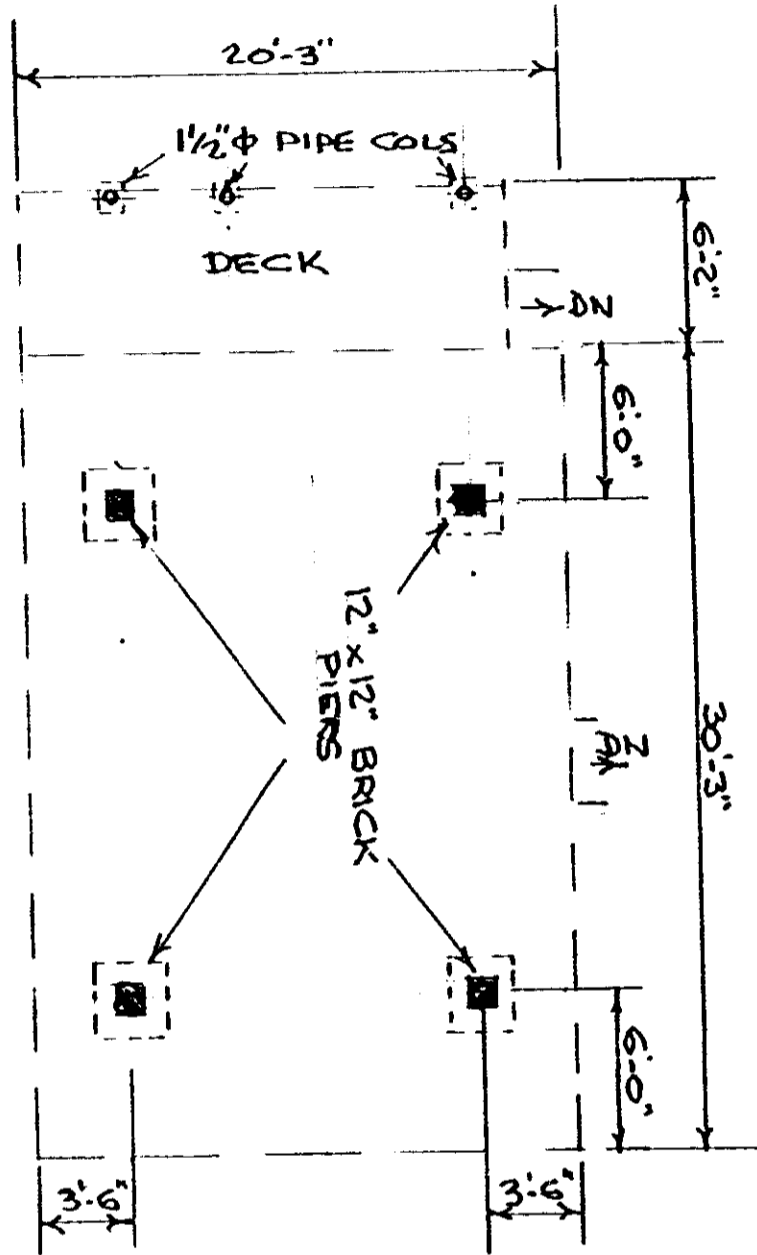 20'-3"
1½"ϕ PIPE COLS
DECK
6'-2"
DN
6'-0"
12" x 12" BRICK
PIERS
30'-3"
6'-0"
3'-6"
3'-6"